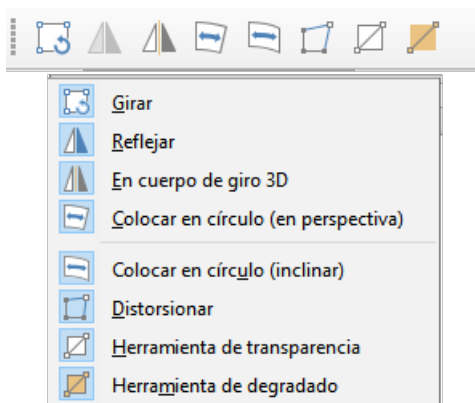 Girar
Reflejar
En cuerpo de giro 3D
Colocar en círculo (en perspectiva)
Colocar en círculo (inclinar)
Distorsionar
Herramienta de transparencia
Herramienta de degradado